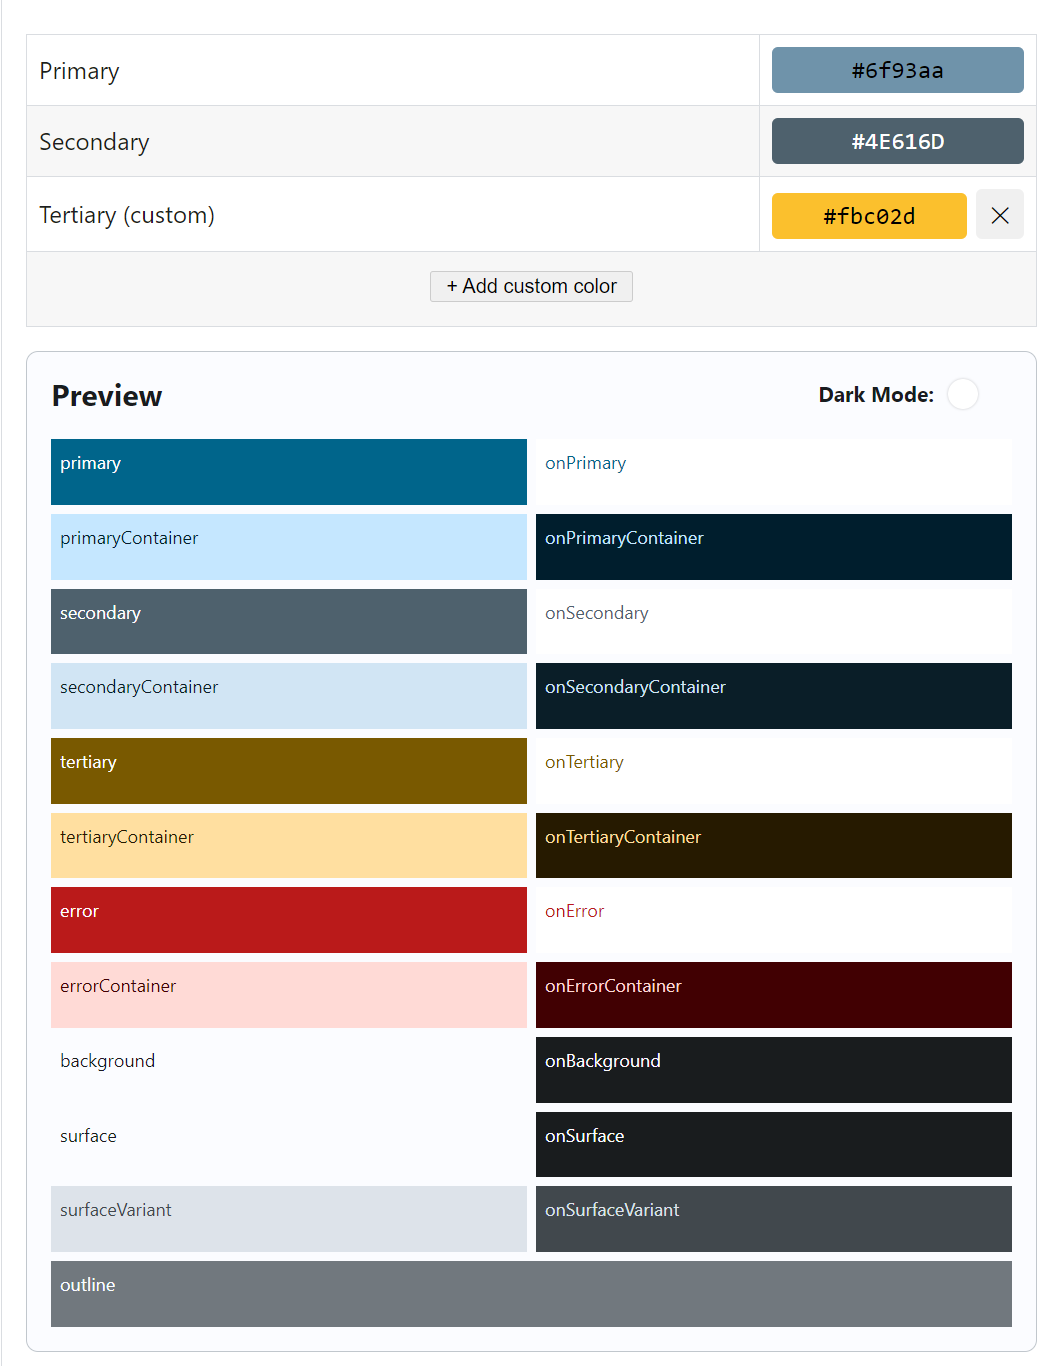 Primary #6f93aa
Secondary #4E616D
Tertiary (custom) #fbc02d
+ Add custom color
Preview Dark Mode:
primary onPrimary
primaryContainer onPrimaryContainer
secondary onSecondary
secondaryContainer onSecondaryContainer
tertiary onTertiary
tertiaryContainer onTertiaryContainer
error onError
errorContainer onErrorContainer
background onBackground
surface onSurface
surfaceVariant onSurfaceVariant
outline